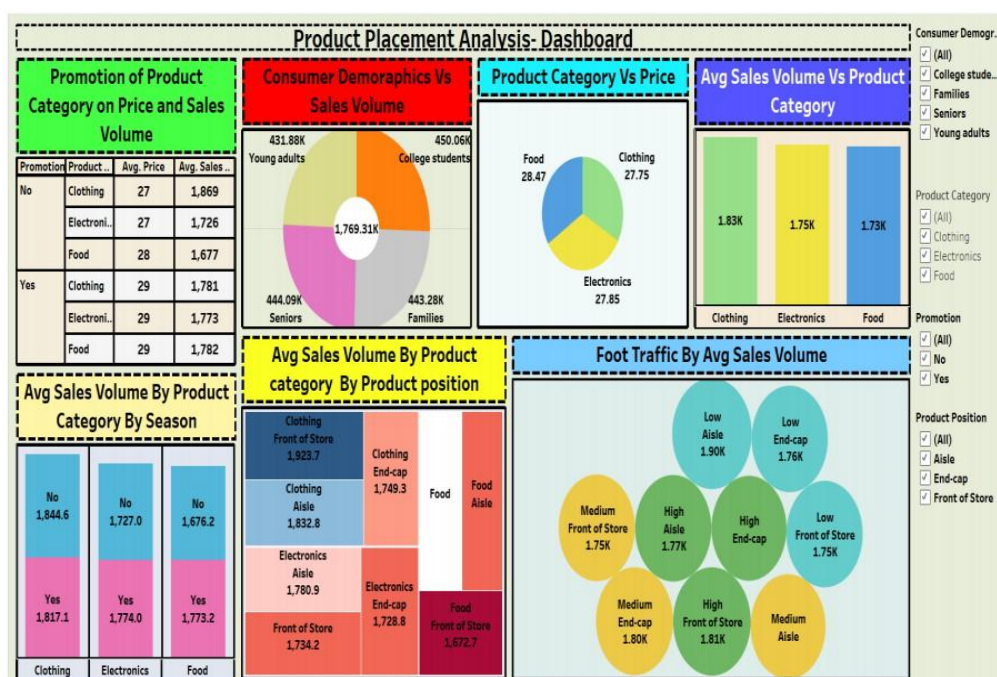 Product Placement Analysis- Dashboard
Promotion of Product
Category on Price and Sales
Volume
Promotion Product .. Avg. Price Avg. Sales ..
No Clothing 27 1,869
Electroni.. 27 1,726
Food 28 1,677
Yes Clothing 29 1,781
Electroni.. 29 1,773
Food 29 1,782
Consumer Demoraphics Vs
Sales Volume
431.88K
Young adults
450.06K
College students
1,769.31K
444.09K
Seniors
443.28K
Families
Product Category Vs Price
Food
28.47
Clothing
27.75
Electronics
27.85
Avg Sales Volume Vs Product
Category
1.83K 1.75K 1.73K
Clothing Electronics Food
Avg Sales Volume By Product
Category By Season
No
1,844.6
No
1,727.0
No
1,676.2
Yes
1,817.1
Yes
1,774.0
Yes
1,773.2
Clothing Electronics Food
Avg Sales Volume By Product
category By Product position
Clothing
Front of Store
1,923.7
Clothing
Aisle
1,832.8
Electronics
Aisle
1,780.9
Front of Store
1,734.2
Clothing
End-cap
1,749.3
Electronics
End-cap
1,728.8
Food
Food
Aisle
Food
Front of Store
1,672.7
Foot Traffic By Avg Sales Volume
Low
Aisle
1.90K
Low
End-cap
1.76K
Medium
Front of Store
1.75K
High
Aisle
1.77K
High
End-cap
Low
Front of Store
1.75K
Medium
End-cap
1.80K
High
Front of Store
1.81K
Medium
Aisle
Consumer Demogr..
(All)
College stude..
Families
Seniors
Young adults
Product Category
(All)
Clothing
Electronics
Food
Promotion
(All)
No
Yes
Product Position
(All)
Aisle
End-cap
Front of Store